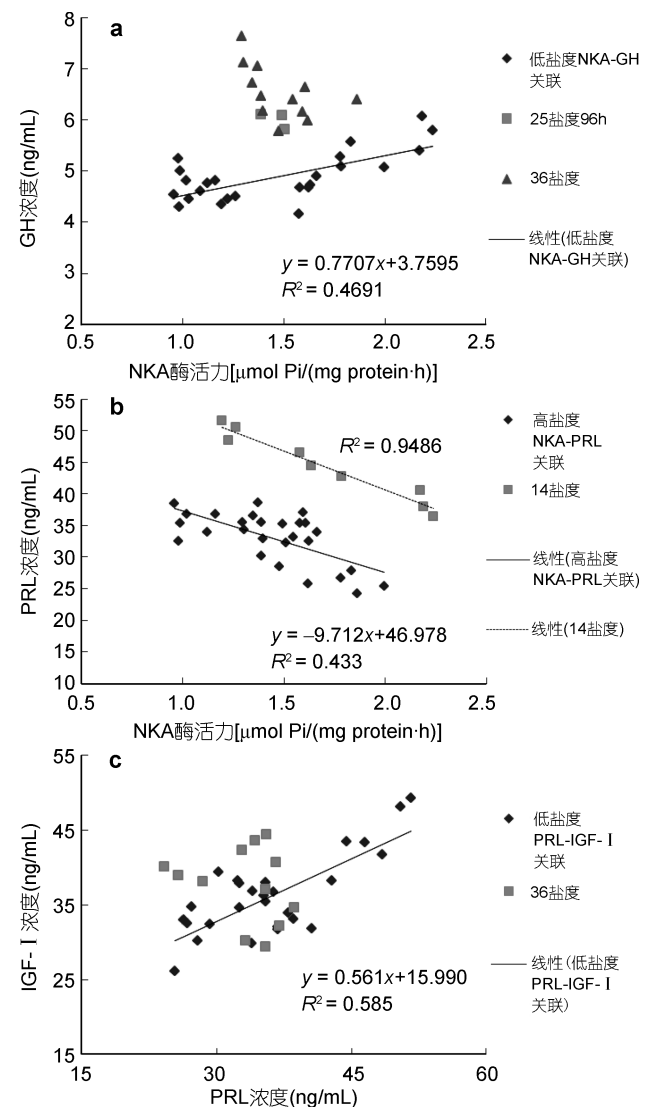 a
8
7
6
5
4
3
2
GH浓度(ng/mL)
y = 0.7707x+3.7595
R² = 0.4691
0.5
1.0
1.5
2.0
2.5
NKA酶活力[μmol Pi/(mg protein·h)]
低盐度NKA-GH
关联
25盐度96h
36盐度
线性(低盐度
NKA-GH关联)
b
55
50
45
40
35
30
25
20
15
10
PRL浓度(ng/mL)
R² = 0.9486
y = –9.712x+46.978
R² = 0.433
0.5
1.0
1.5
2.0
2.5
NKA酶活力[μmol Pi/(mg protein·h)]
高盐度
NKA-PRL
关联
14盐度
线性(高盐度
NKA-PRL关联)
线性(14盐度)
c
55
45
35
25
15
IGF-Ⅰ浓度(ng/mL)
y = 0.561x+15.990
R² = 0.585
15
30
45
60
PRL浓度(ng/mL)
低盐度
PRL-IGF-Ⅰ
关联
36盐度
线性(低盐度
PRL-IGF-Ⅰ
关联)